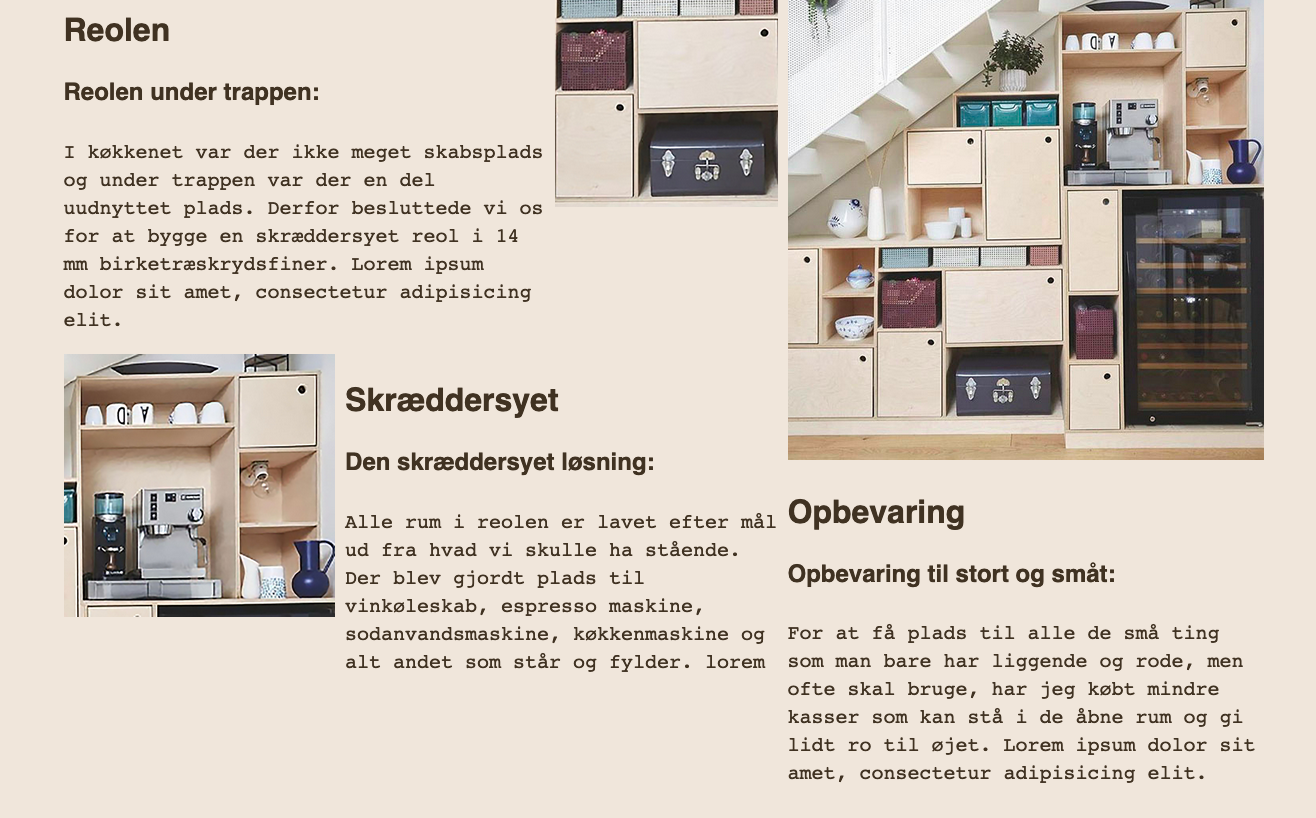 Reolen
Reolen under trappen:
I køkkenet var der ikke meget skabsplads
og under trappen var der en del
uudnyttet plads. Derfor besluttede vi os
for at bygge en skræddersyet reol i 14
mm birketræskrydsfiner. Lorem ipsum
dolor sit amet, consectetur adipisicing
elit.
Skræddersyet
Den skræddersyet løsning:
Alle rum i reolen er lavet efter mål
ud fra hvad vi skulle ha stående.
Der blev gjordt plads til
vinkøleskab, espresso maskine,
sodanvandsmaskine, køkkenmaskine og
alt andet som står og fylder. lorem
Opbevaring
Opbevaring til stort og småt:
For at få plads til alle de små ting
som man bare har liggende og rode, men
ofte skal bruge, har jeg købt mindre
kasser som kan stå i de åbne rum og gi
lidt ro til øjet. Lorem ipsum dolor sit
amet, consectetur adipisicing elit.